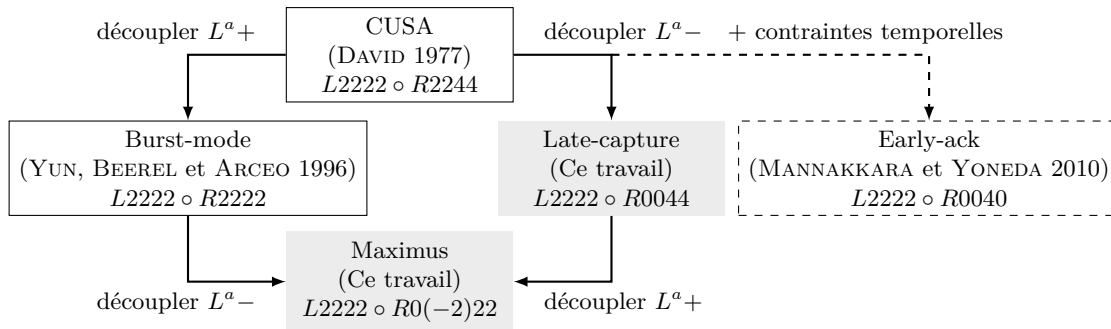 découpler L^a+
CUSA
(DAVID 1977)
L2222 ∘ R2244
découpler L^a−
+ contraintes temporelles
Burst-mode
(YUN, BEEREL et ARCEO 1996)
L2222 ∘ R2222
Late-capture
(Ce travail)
L2222 ∘ R0044
Early-ack
(MANNAKKARA et YONEDA 2010)
L2222 ∘ R0040
découpler L^a−
Maximus
(Ce travail)
L2222 ∘ R0(−2)22
découpler L^a+